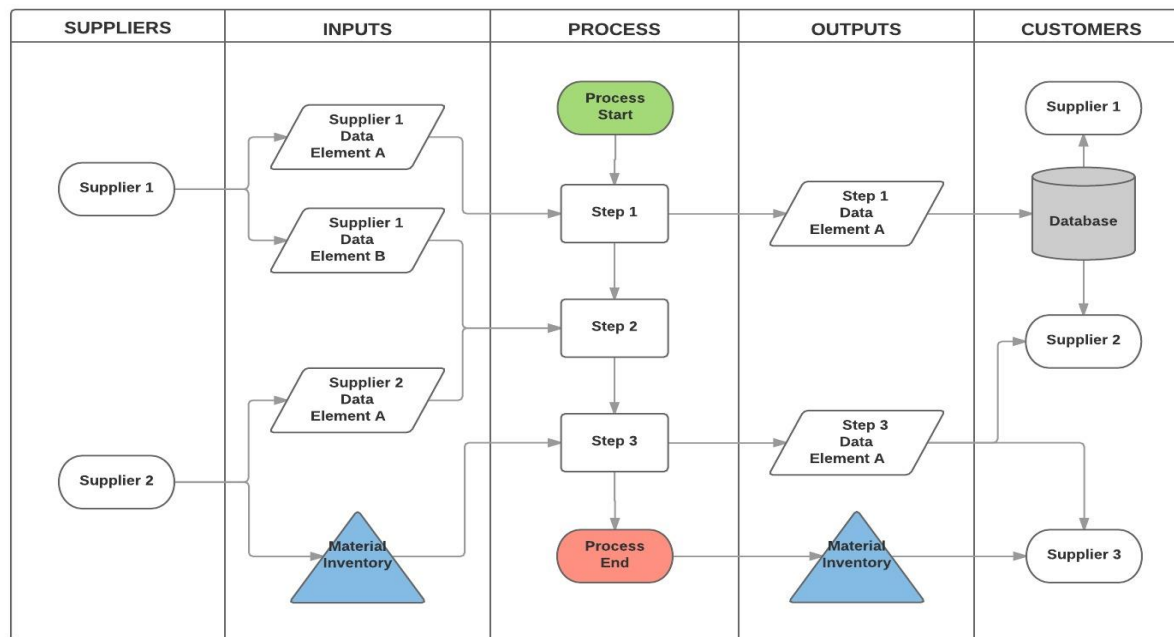 SUPPLIERS
INPUTS
PROCESS
OUTPUTS
CUSTOMERS
Supplier 1
Supplier 2
Supplier 1
Data
Element A
Supplier 1
Data
Element B
Supplier 2
Data
Element A
Material
Inventory
Process
Start
Step 1
Step 2
Step 3
Process
End
Step 1
Data
Element A
Step 3
Data
Element A
Material
Inventory
Supplier 1
Database
Supplier 2
Supplier 3